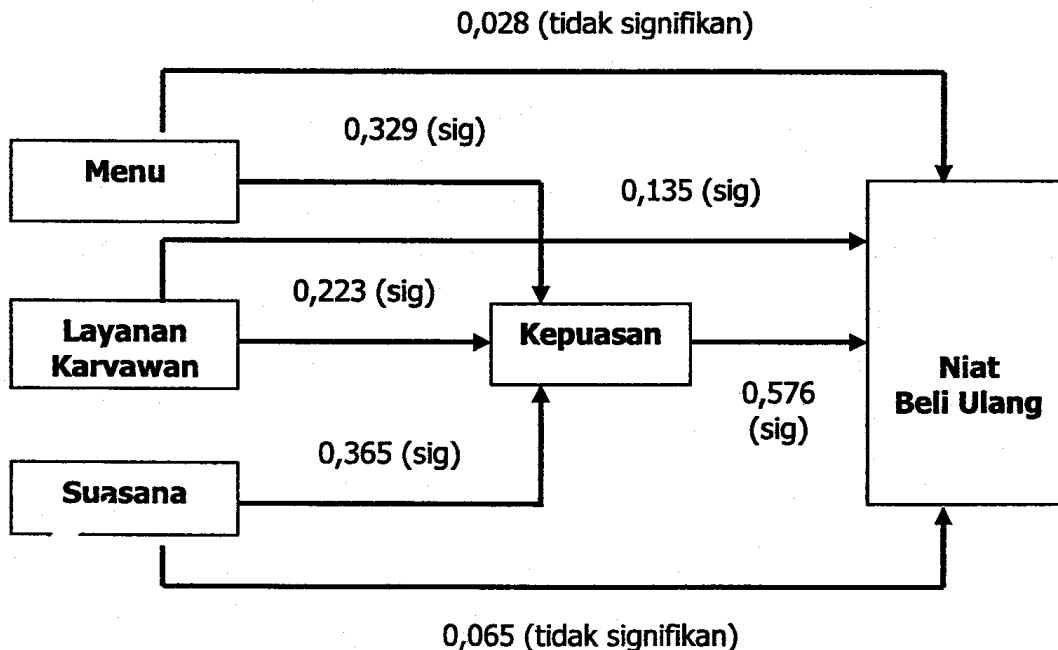 0,028 (tidak signifikan)
0,329 (sig)
Menu
0,135 (sig)
0,223 (sig)
Layanan
Karvawan
Kepuasan
Niat
Beli Ulang
0,576
(sig)
0,365 (sig)
Suasana
0,065 (tidak signifikan)